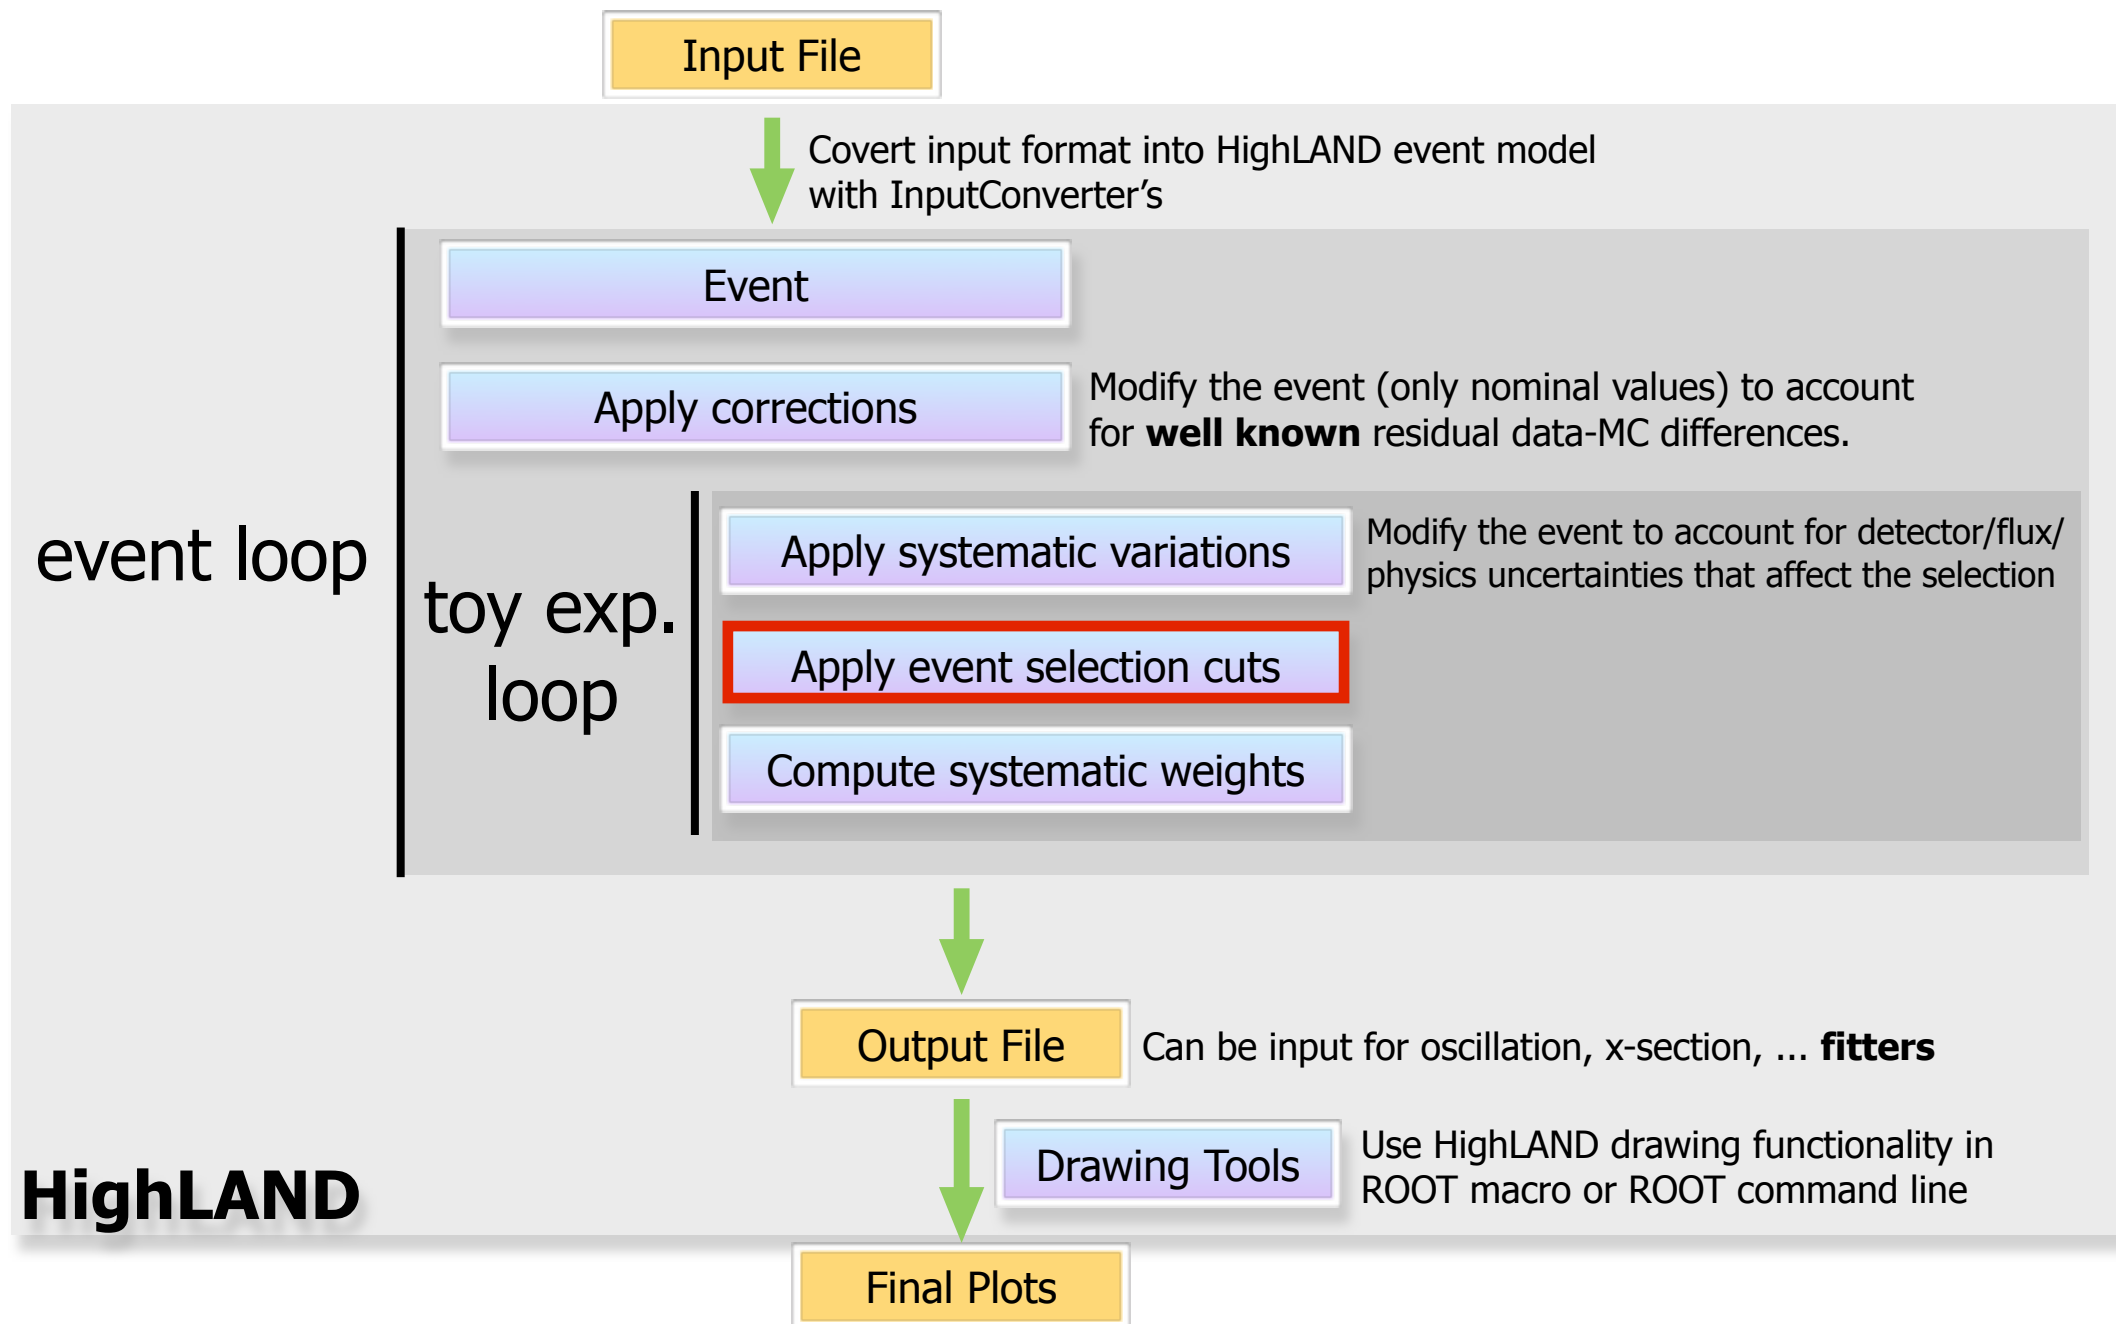 Input File
Covert input format into HighLAND event model
with InputConverter’s
Event
Apply corrections
Modify the event (only nominal values) to account
for well known residual data-MC differences.
event loop
toy exp.
loop
Apply systematic variations
Modify the event to account for detector/flux/
physics uncertainties that affect the selection
Apply event selection cuts
Compute systematic weights
Output File
Can be input for oscillation, x-section, ... fitters
Drawing Tools
Use HighLAND drawing functionality in
ROOT macro or ROOT command line
HighLAND
Final Plots